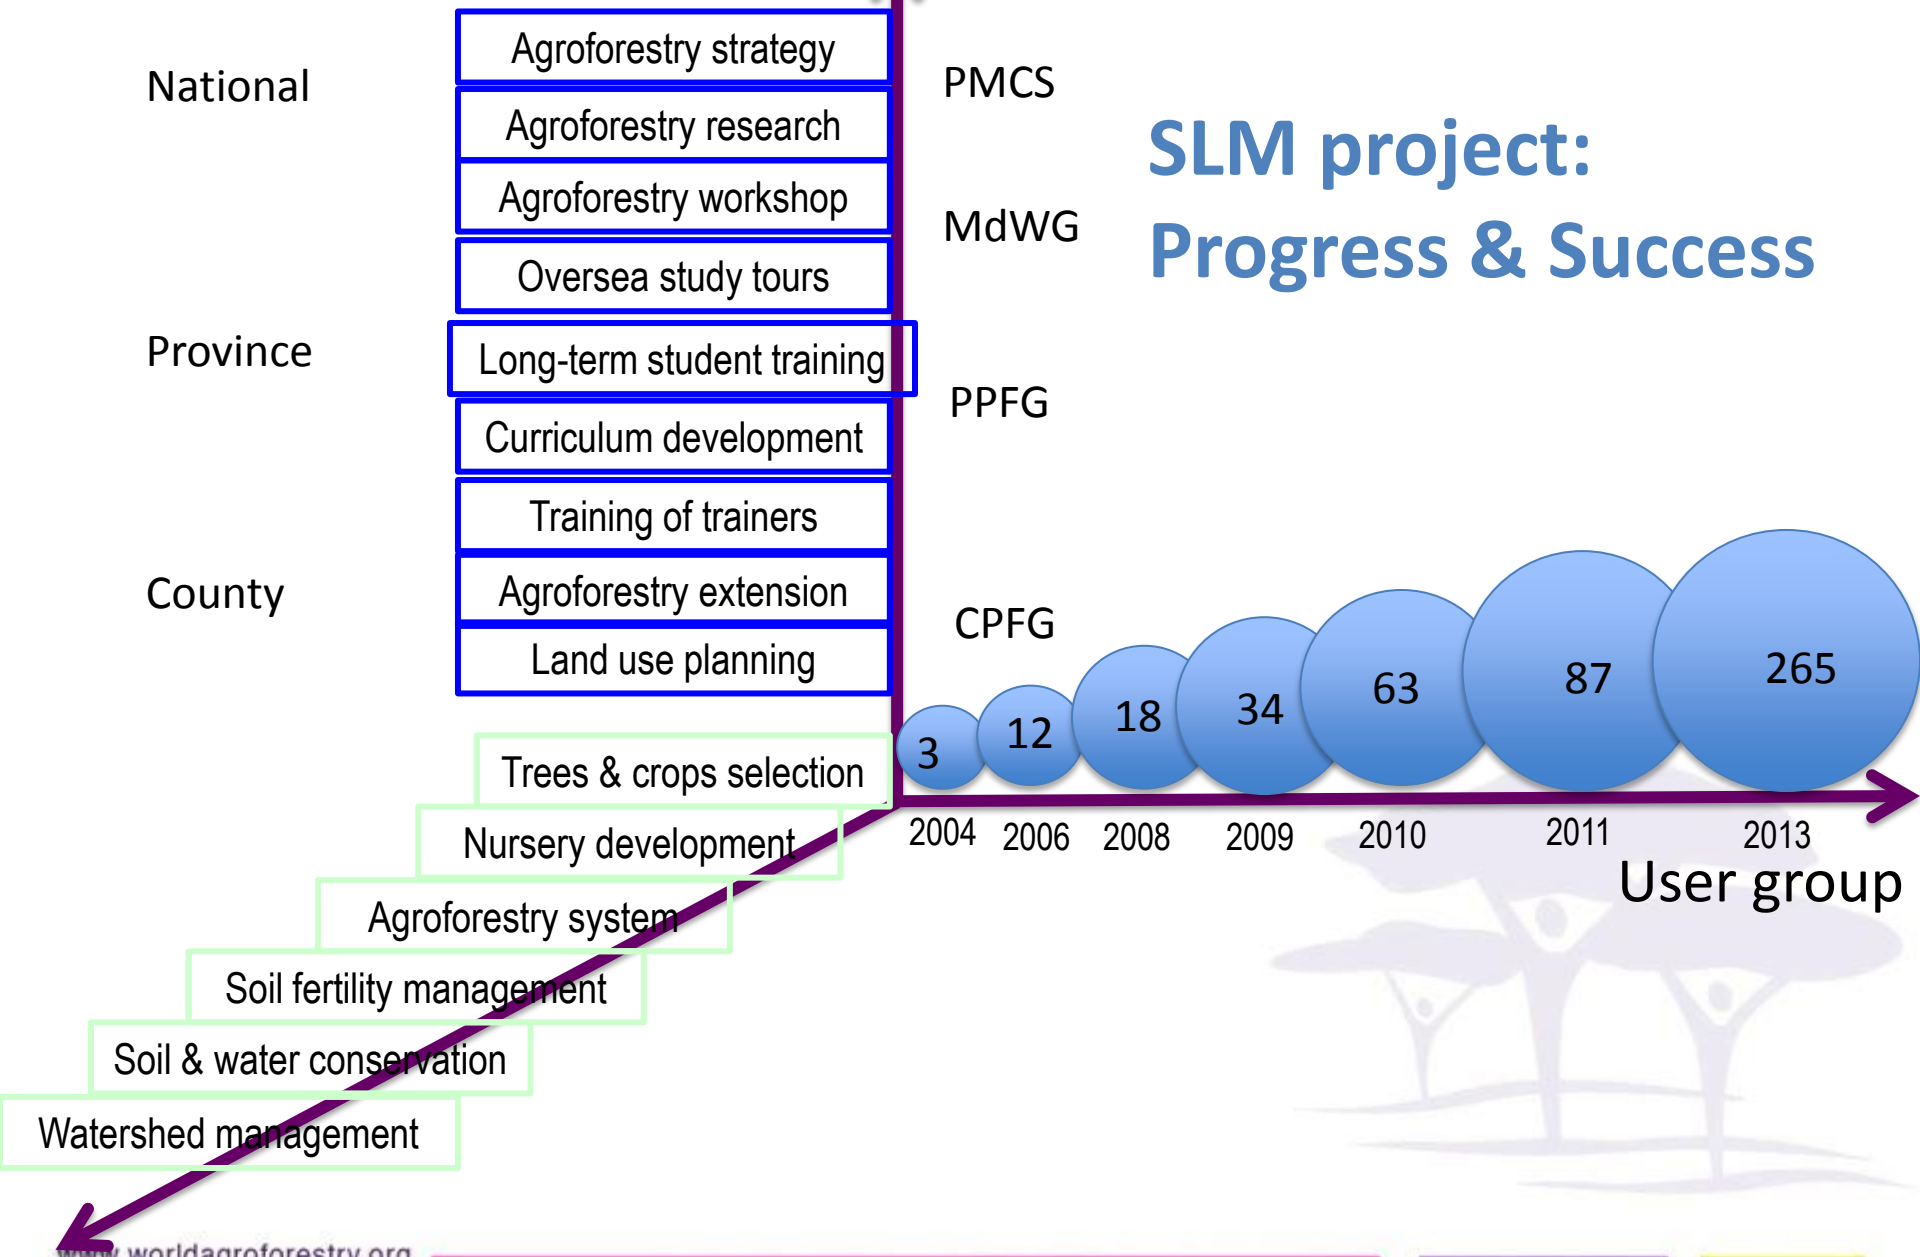 National
Province
County
Agroforestry strategy
Agroforestry research
Agroforestry workshop
Oversea study tours
Long-term student training
Curriculum development
Training of trainers
Agroforestry extension
Land use planning
PMCS
MdWG
PPFG
CPFG
SLM project:
Progress & Success
3
12
18
34
63
87
265
2004
2006
2008
2009
2010
2011
2013
User group
Trees & crops selection
Nursery development
Agroforestry system
Soil fertility management
Soil & water conservation
Watershed management
www.worldagroforestry.org